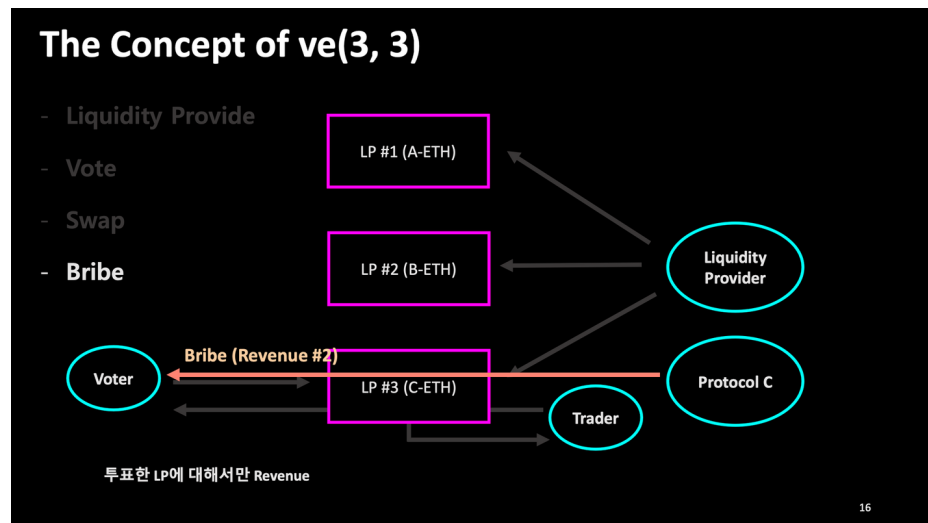 The Concept of ve(3, 3)
- Liquidity Provide
- Vote
- Swap
- Bribe
LP #1 (A-ETH)
LP #2 (B-ETH)
Liquidity
Provider
Bribe (Revenue #2)
Voter
LP #3 (C-ETH)
Protocol C
Trader
투표한 LP에 대해서만 Revenue
16